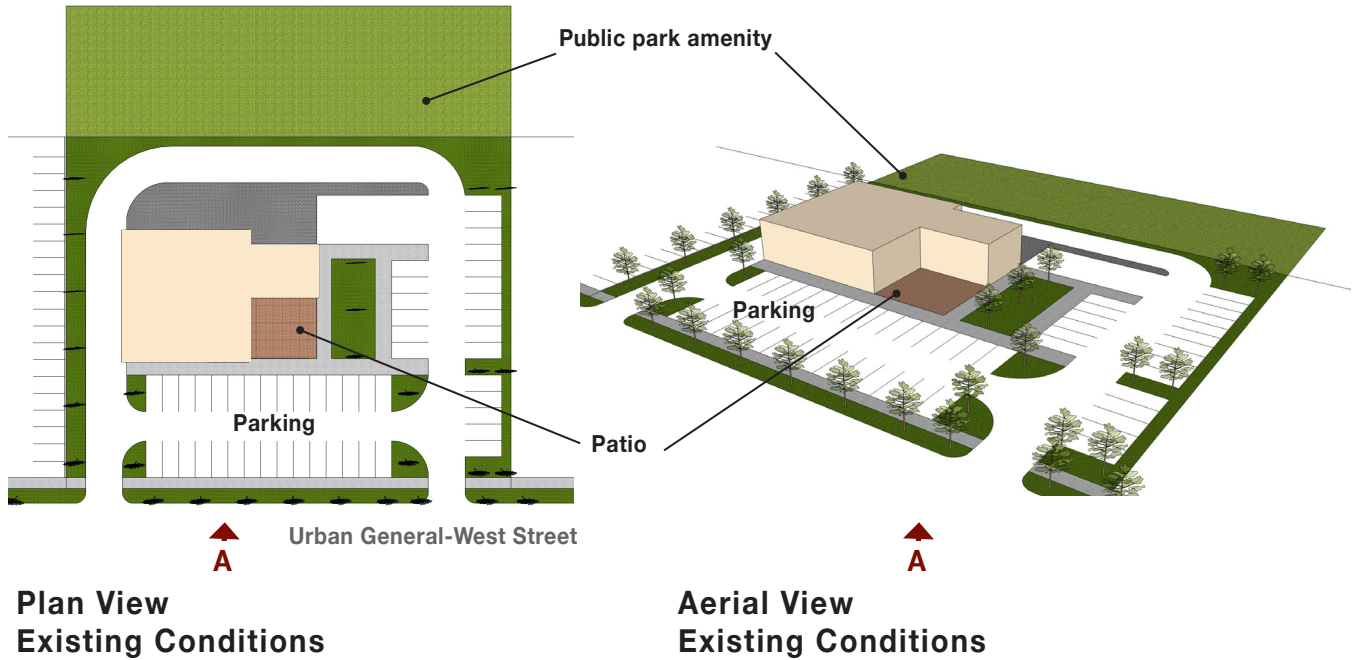 Public park amenity
Parking
Parking
Patio
Urban General-West Street
A
A
Plan View
Existing Conditions
Aerial View
Existing Conditions